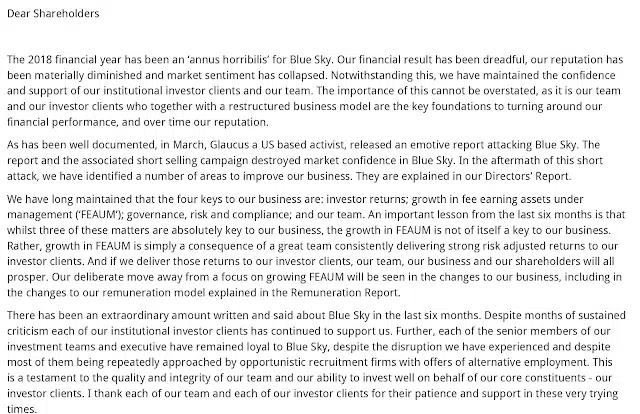 Dear Shareholders
The 2018 financial year has been an ‘annus horribilis’ for Blue Sky. Our financial result has been dreadful, our reputation has
been materially diminished and market sentiment has collapsed. Notwithstanding this, we have maintained the confidence
and support of our institutional investor clients and our team. The importance of this cannot be overstated, as it is our team
and our investor clients who together with a restructured business model are the key foundations to turning around our
financial performance, and over time our reputation.
As has been well documented, in March, Glaucus a US based activist, released an emotive report attacking Blue Sky. The
report and the associated short selling campaign destroyed market confidence in Blue Sky. In the aftermath of this short
attack, we have identified a number of areas to improve our business. They are explained in our Directors’ Report.
We have long maintained that the four keys to our business are: investor returns; growth in fee earning assets under
management (‘FEAUM’); governance, risk and compliance; and our team. An important lesson from the last six months is that
whilst three of these matters are absolutely key to our business, the growth in FEAUM is not of itself a key to our business.
Rather, growth in FEAUM is simply a consequence of a great team consistently delivering strong risk adjusted returns to our
investor clients. And if we deliver those returns to our investor clients, our team, our business and our shareholders will all
prosper. Our deliberate move away from a focus on growing FEAUM will be seen in the changes to our business, including in
the changes to our remuneration model explained in the Remuneration Report.
There has been an extraordinary amount written and said about Blue Sky in the last six months. Despite months of sustained
criticism each of our institutional investor clients has continued to support us. Further, each of the senior members of our
investment teams and executive have remained loyal to Blue Sky, despite the disruption we have experienced and despite
most of them being repeatedly approached by opportunistic recruitment firms with offers of alternative employment. This
is a testament to the quality and integrity of our team and our ability to invest well on behalf of our core constituents - our
investor clients. I thank each of our team and each of our investor clients for their patience and support in these very trying
times.